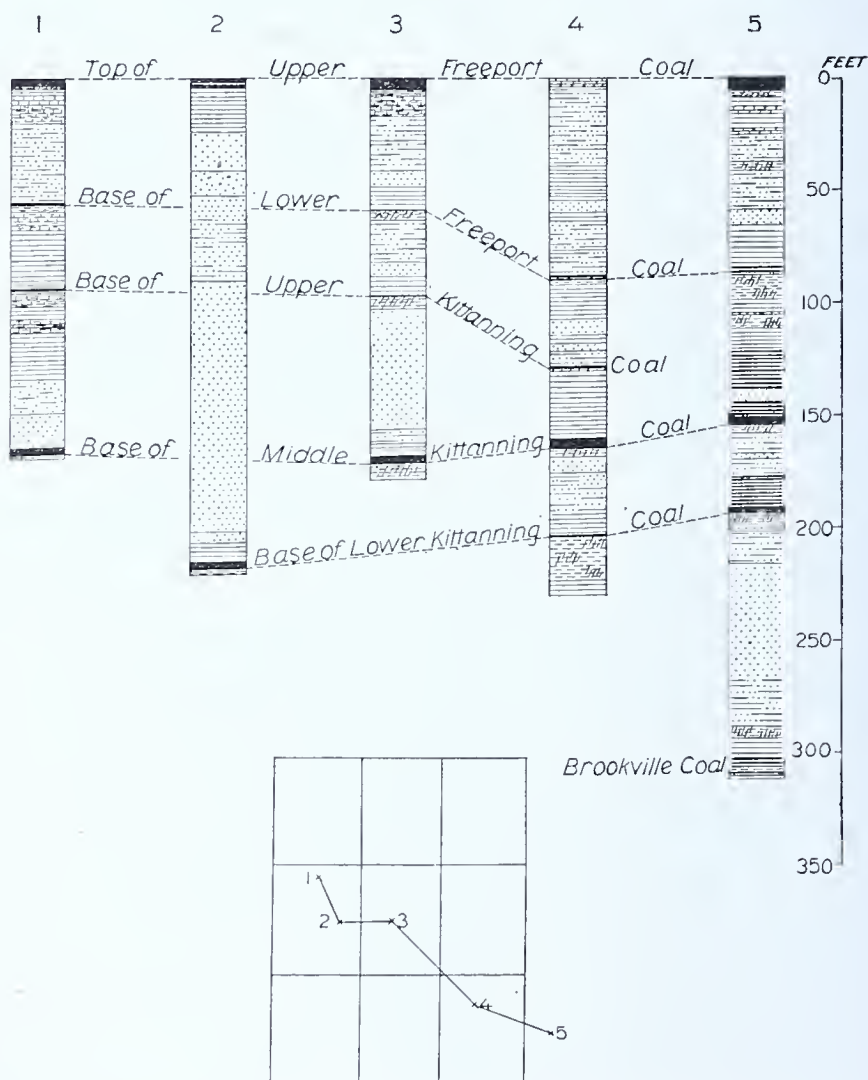 1 2 3 4 5
FEET
Top of Upper Freeport Coal 0
50
Base of Lower Freeport Coal
Base of Upper Kittanning Coal 100
Base of Middle Kittanning Coal 150
Base of Lower Kittanning Coal 200
250
Brookville Coal 300
350
1
2 3
4
5